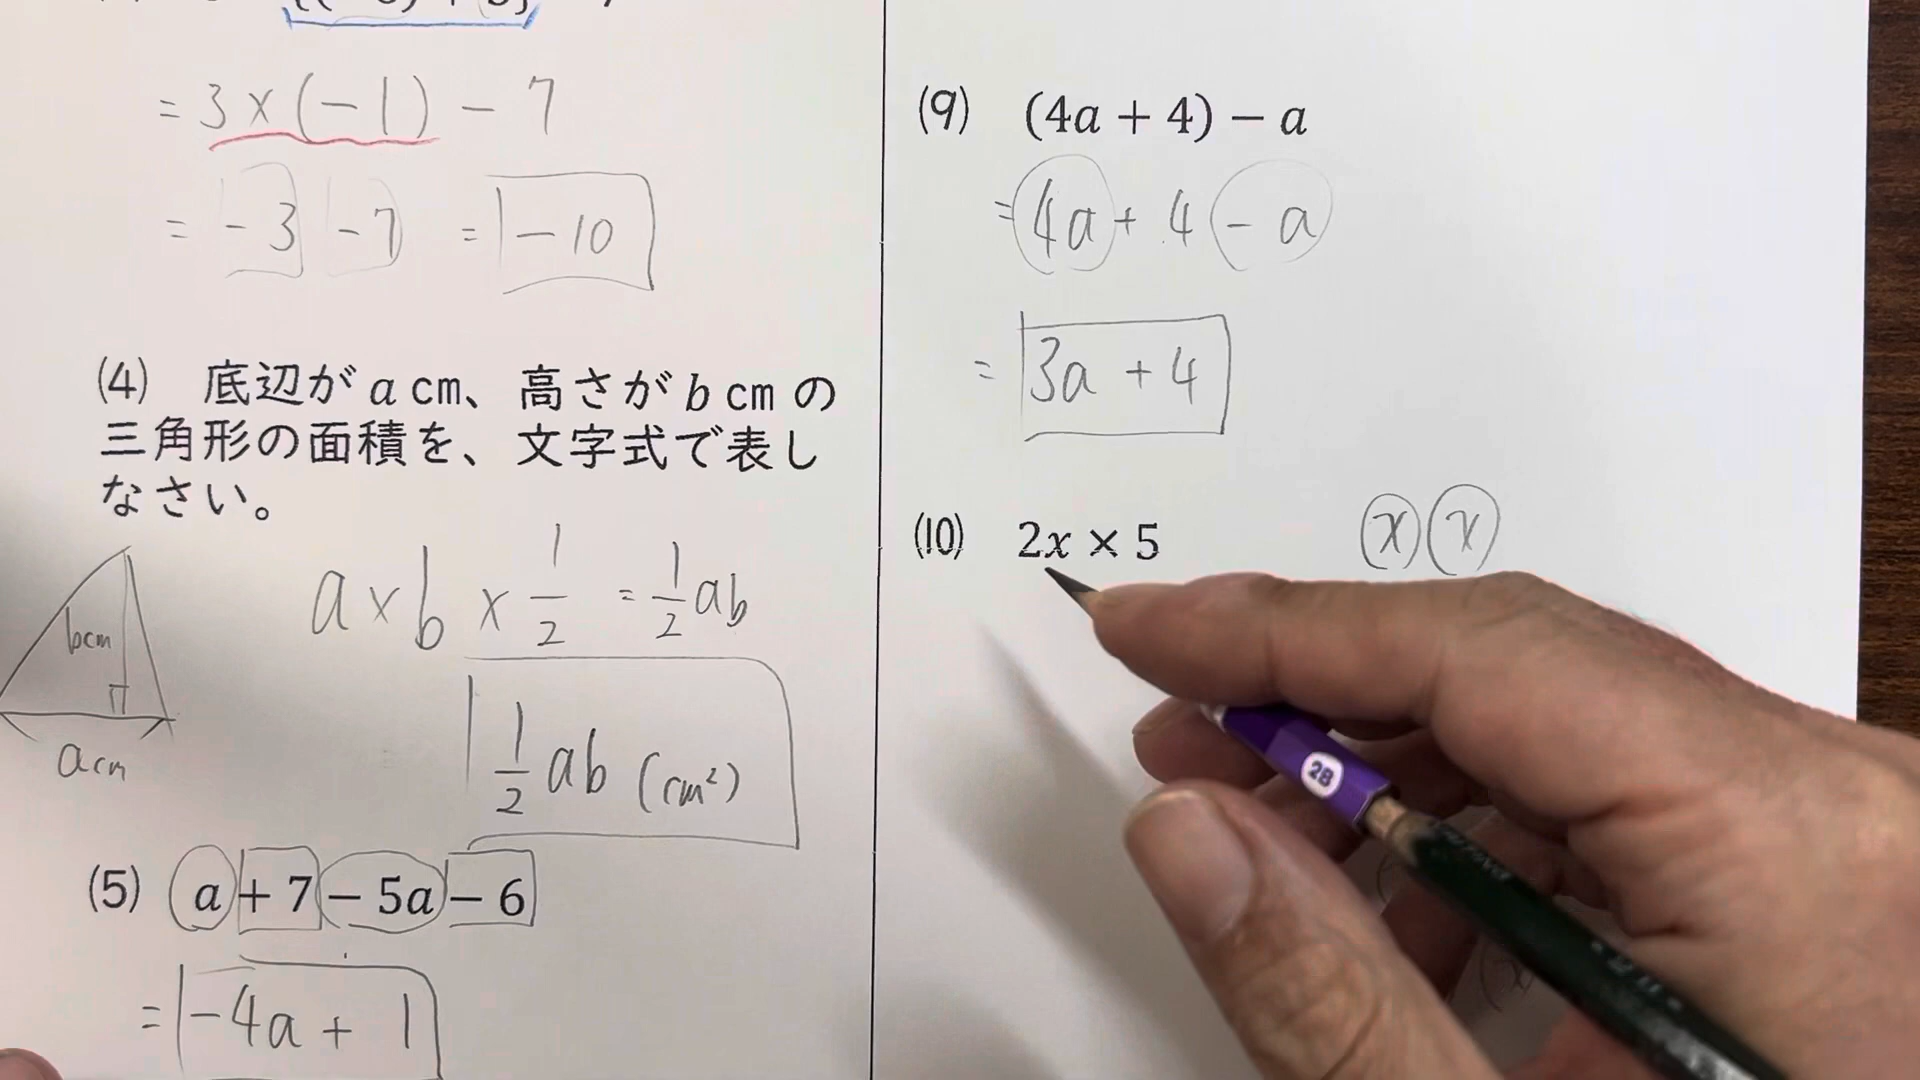 = 3 × (-1) - 7
= -3 -7 = -10
(4) 底辺が a cm、高さが b cm の
三角形の面積を、文字式で表し
なさい。
bcm
acm
a × b × 1/2 = 1/2 ab
1/2 ab (cm²)
(5) a + 7 - 5a - 6
= -4a + 1
(9) (4a + 4) - a
= 4a + 4 - a
= 3a + 4
(10) 2x × 5
x x
2B